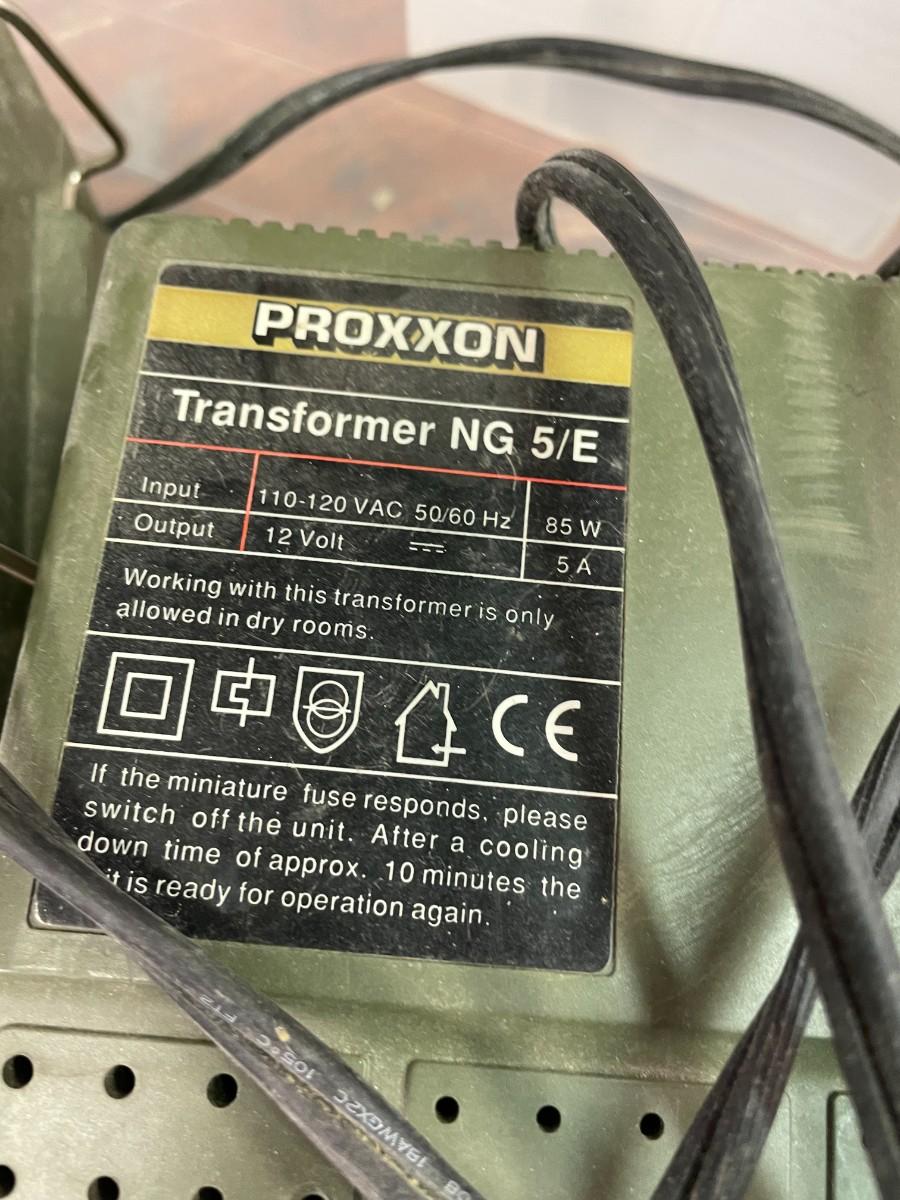 PROXXON
Transformer NG 5/E
Input 110-120 VAC 50/60 Hz 85 W
Output 12 Volt 5 A
Working with this transformer is only
allowed in dry rooms.
CE
If the miniature fuse responds, please
switch off the unit. After a cooling
down time of approx. 10 minutes the
it is ready for operation again.
18AWGX2C 105°C FT2